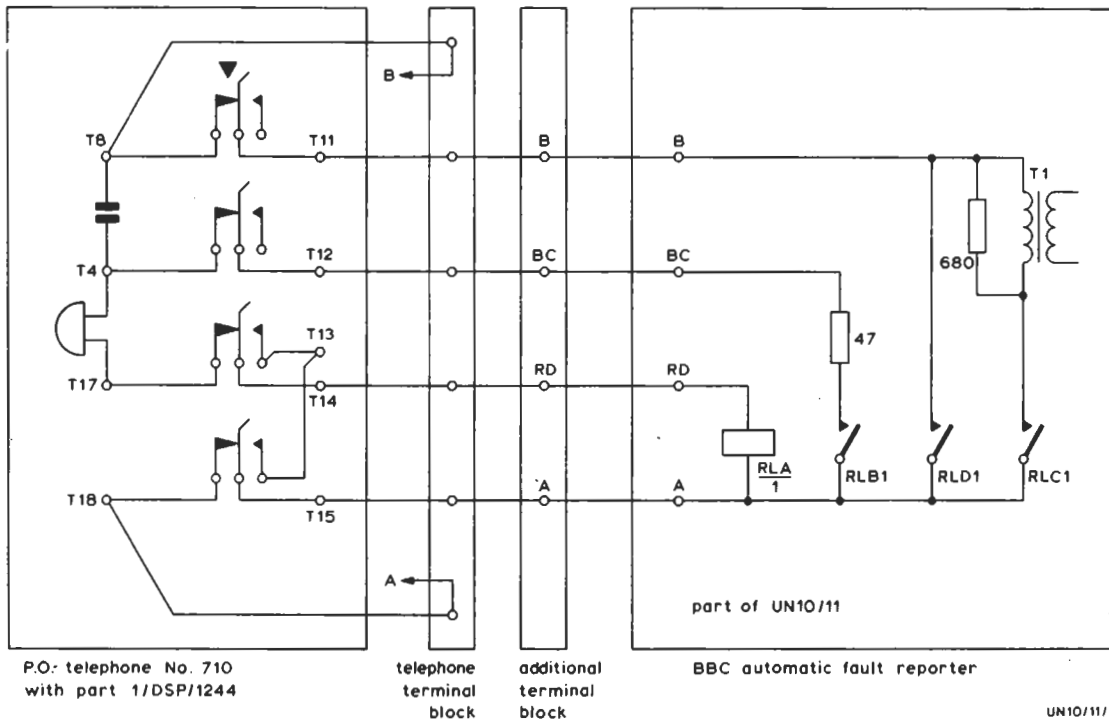 B
T8
T11
B
B
T1
T4
T12
BC
BC
680
T13
47
T17
T14
RD
RD
T18
T15
A
A
RLA
1
RLB1
RLD1
RLC1
A
part of UN10/11
P.O. telephone No. 710
with part 1/DSP/1244
telephone
terminal
block
additional
terminal
block
BBC automatic fault reporter
UN10/11/